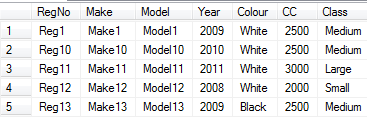 RegNo Make Model Year Colour CC Class
1 Reg1 Make1 Model1 2009 White 2500 Medium
2 Reg10 Make10 Model10 2010 White 2500 Medium
3 Reg11 Make11 Model11 2011 White 3000 Large
4 Reg12 Make12 Model12 2008 White 2000 Small
5 Reg13 Make13 Model13 2009 Black 2500 Medium